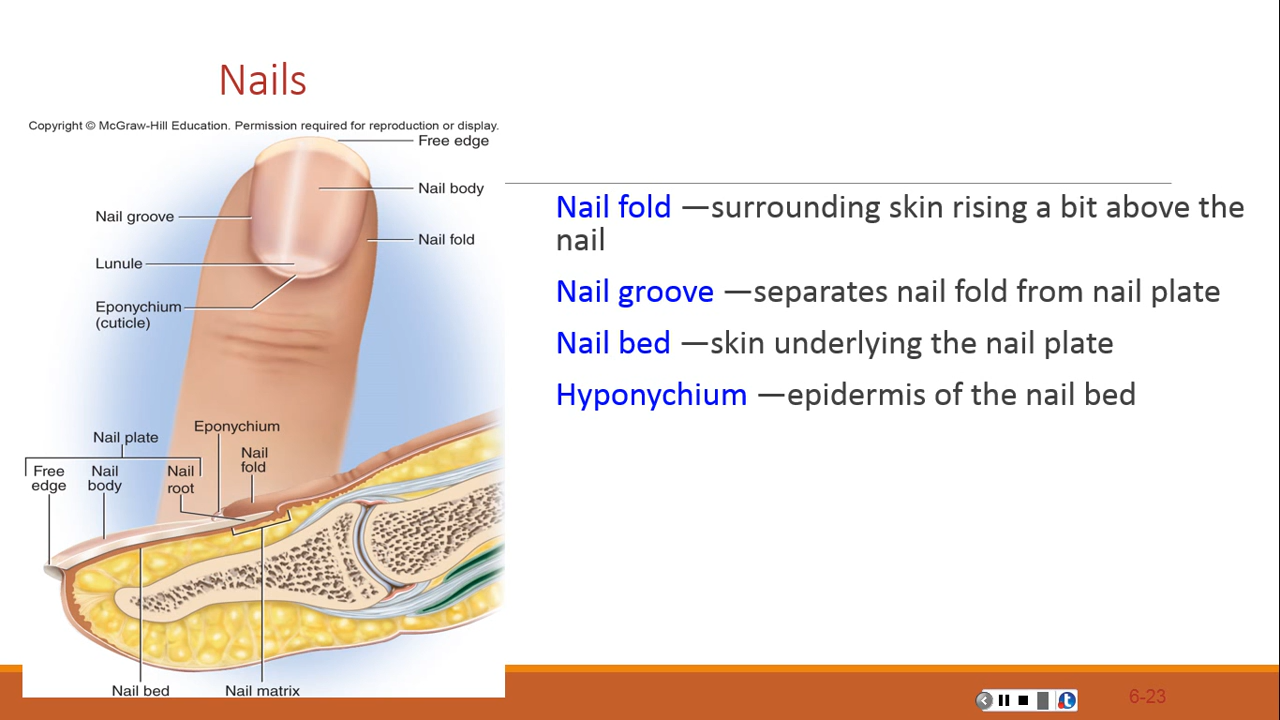 Nails
Copyright © McGraw-Hill Education. Permission required for reproduction or display.
Free edge
Nail body
Nail groove
Nail fold
Lunule
Eponychium
(cuticle)
Eponychium
Nail plate
Nail
fold
Free
edge
Nail
body
Nail
root
Nail bed
Nail matrix
Nail fold —surrounding skin rising a bit above the
nail
Nail groove —separates nail fold from nail plate
Nail bed —skin underlying the nail plate
Hyponychium —epidermis of the nail bed
t
6-23